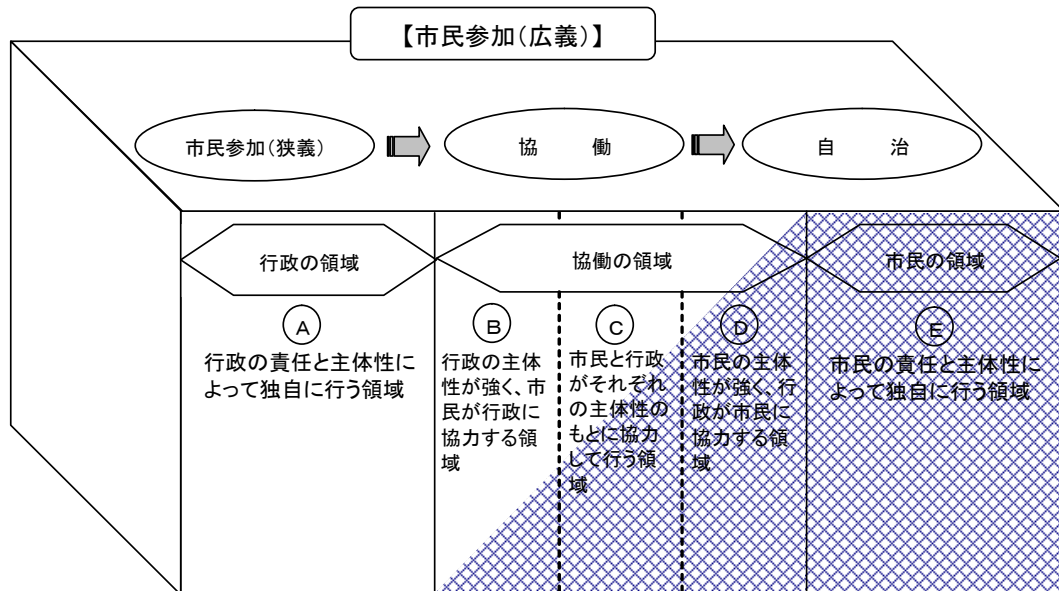 【市民参加(広義)】
市民参加(狭義)
協　　働
自　　治
行政の領域
協働の領域
市民の領域
A
行政の責任と主体性に
よって独自に行う領域
B
行政の主体
性が強く、市
民が行政に
協力する領
域
C
市民と行政
がそれぞれ
の主体性の
もとに協力
して行う領
域
D
市民の主体
性が強く、行
政が市民に
協力する領
域
E
市民の責任と主体性に
よって独自に行う領域